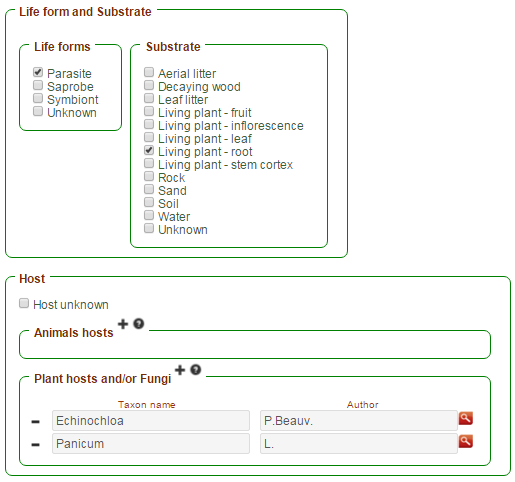 Life form and Substrate
Life forms
Parasite
Saprobe
Symbiont
Unknown
Substrate
Aerial litter
Decaying wood
Leaf litter
Living plant - fruit
Living plant - inflorescence
Living plant - leaf
Living plant - root
Living plant - stem cortex
Rock
Sand
Soil
Water
Unknown
Host
Host unknown
Animals hosts
Plant hosts and/or Fungi
Taxon name Author
Echinochloa P.Beauv.
Panicum L.